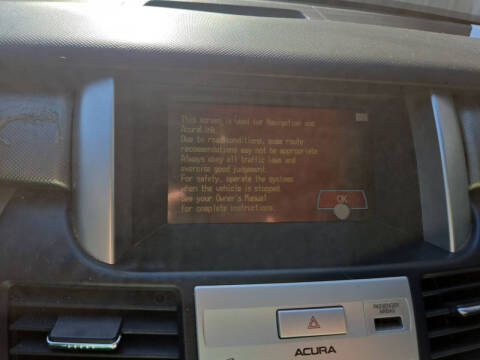 This screen is used for Navigation and
AcuraLink.
Due to road conditions, some route
recommendations may not be appropriate.
Always obey all traffic laws and
exercise good judgement.
For safety, operate the systems
when the vehicle is stopped.
See your Owner's Manual
for complete instructions.
OK
PASSENGER
AIRBAG
ACURA